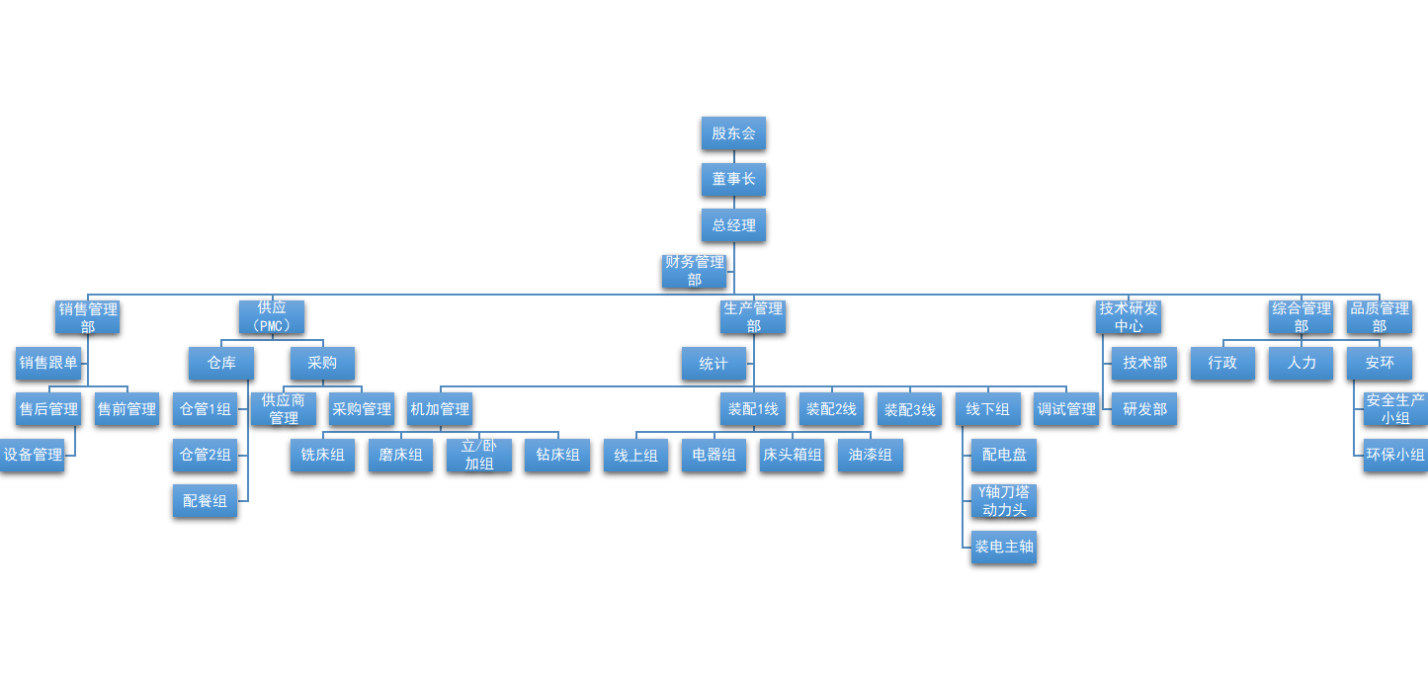 股东会
董事长
总经理
财务管理
部
销售管理
部
供应
（PMC）
生产管理
部
技术研发
中心
综合管理
部
品质管理
部
销售跟单
仓库
采购
统计
技术部
行政
人力
安环
售后管理
售前管理
仓管1组
供应商
管理
采购管理
机加管理
装配1线
装配2线
装配3线
线下组
调试管理
研发部
安全生产
小组
设备管理
仓管2组
铣床组
磨床组
立/卧
加组
钻床组
线上组
电器组
床头箱组
油漆组
配电盘
环保小组
配餐组
Y轴刀塔
动力头
装电主轴